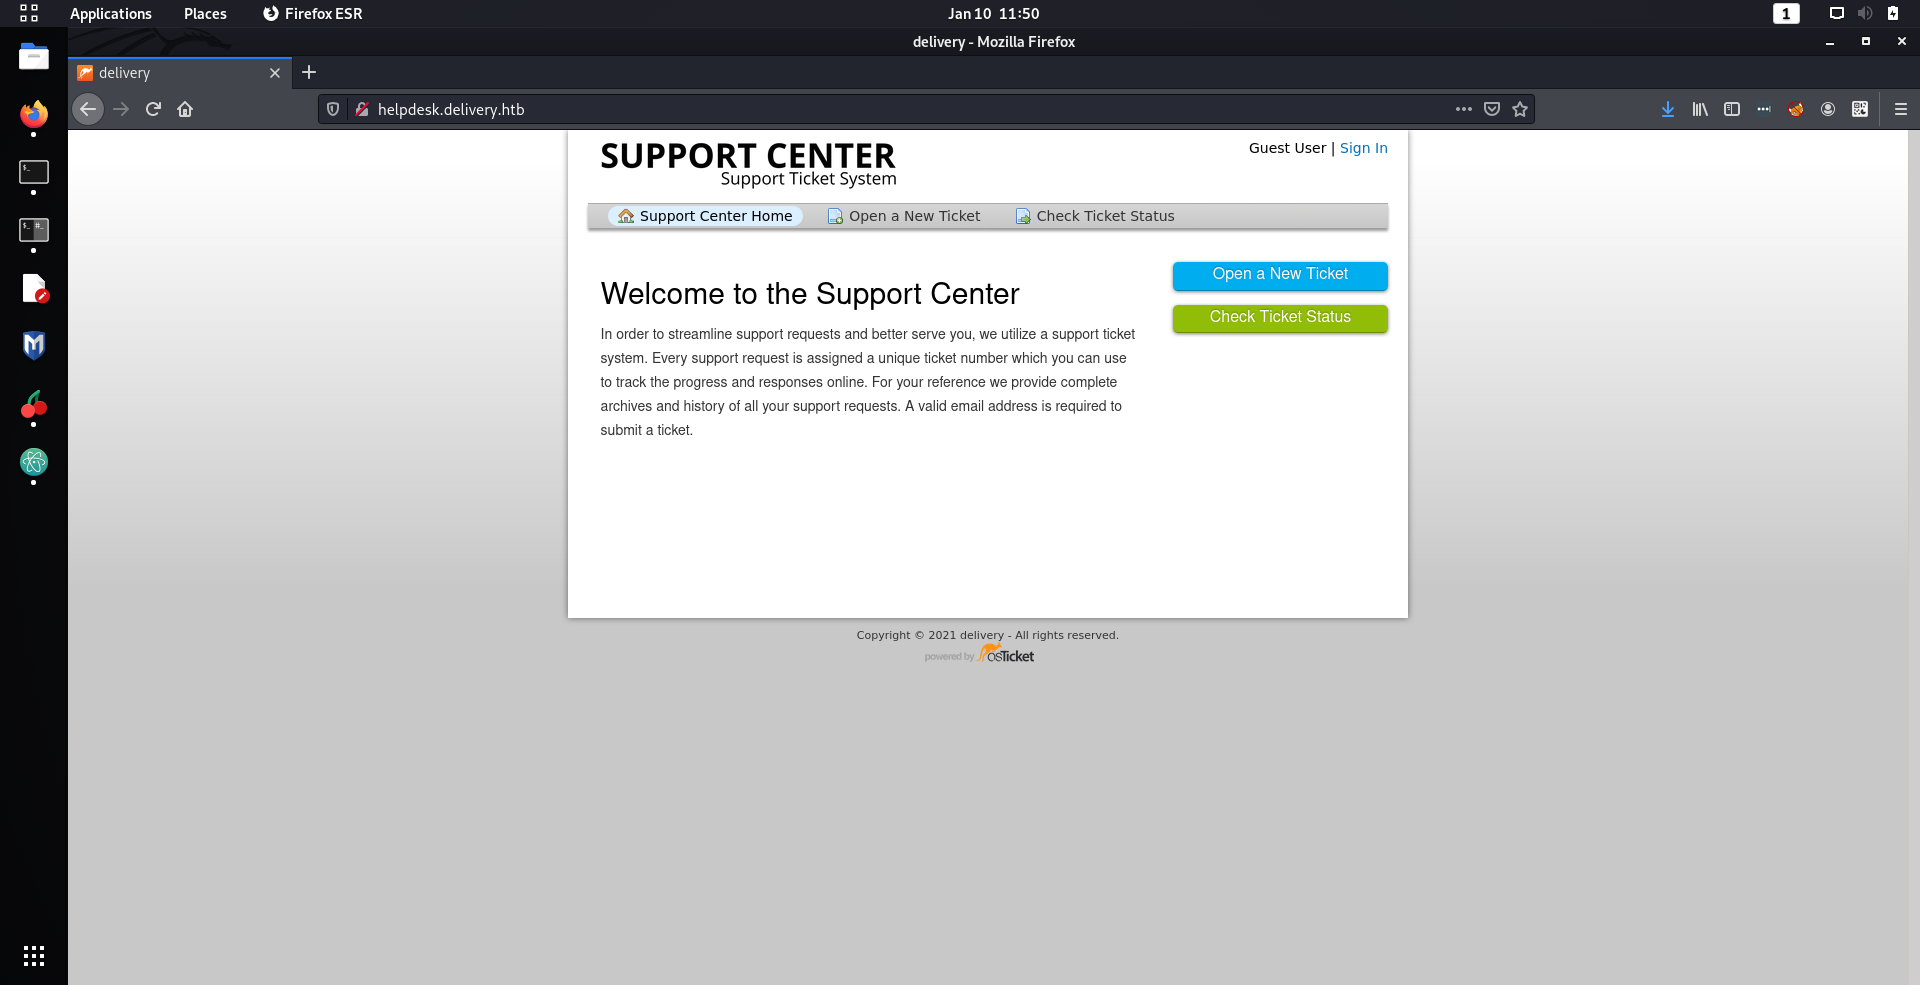 Applications Places Firefox ESR Jan 10 11:50 1
delivery - Mozilla Firefox
delivery
helpdesk.delivery.htb
SUPPORT CENTER
Support Ticket System
Guest User | Sign In
Support Center Home Open a New Ticket Check Ticket Status
Welcome to the Support Center
In order to streamline support requests and better serve you, we utilize a support ticket
system. Every support request is assigned a unique ticket number which you can use
to track the progress and responses online. For your reference we provide complete
archives and history of all your support requests. A valid email address is required to
submit a ticket.
Open a New Ticket
Check Ticket Status
Copyright © 2021 delivery - All rights reserved.
powered by osTicket